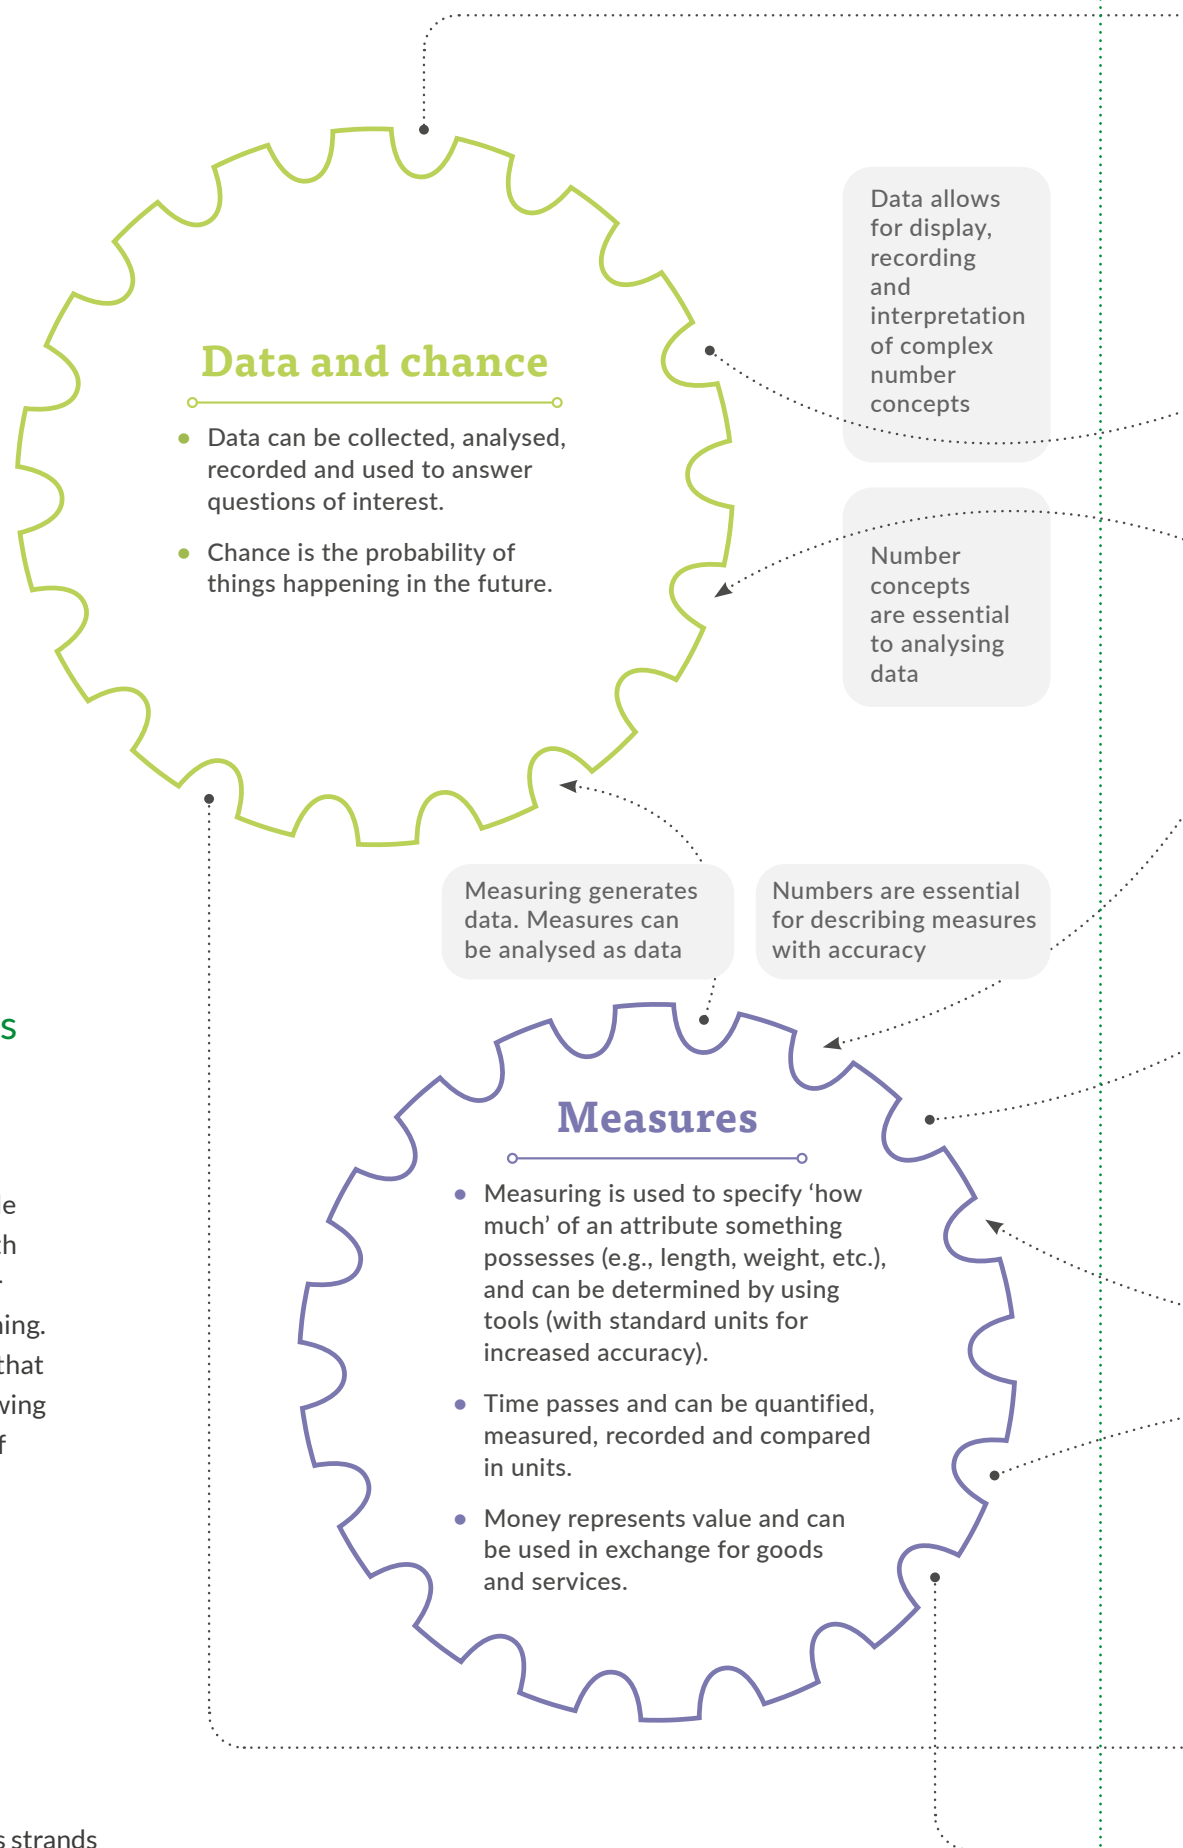 Data allows
for display,
recording
and
interpretation
of complex
number
concepts
Data and chance
Data can be collected, analysed,
recorded and used to answer
questions of interest.
Chance is the probability of
things happening in the future.
Number
concepts
are essential
to analysing
data
Measuring generates
data. Measures can
be analysed as data
Numbers are essential
for describing measures
with accuracy
Measures
Measuring is used to specify ‘how
much’ of an attribute something
possesses (e.g., length, weight, etc.),
and can be determined by using
tools (with standard units for
increased accuracy).
Time passes and can be quantified,
measured, recorded and compared
in units.
Money represents value and can
be used in exchange for goods
and services.
that
strands